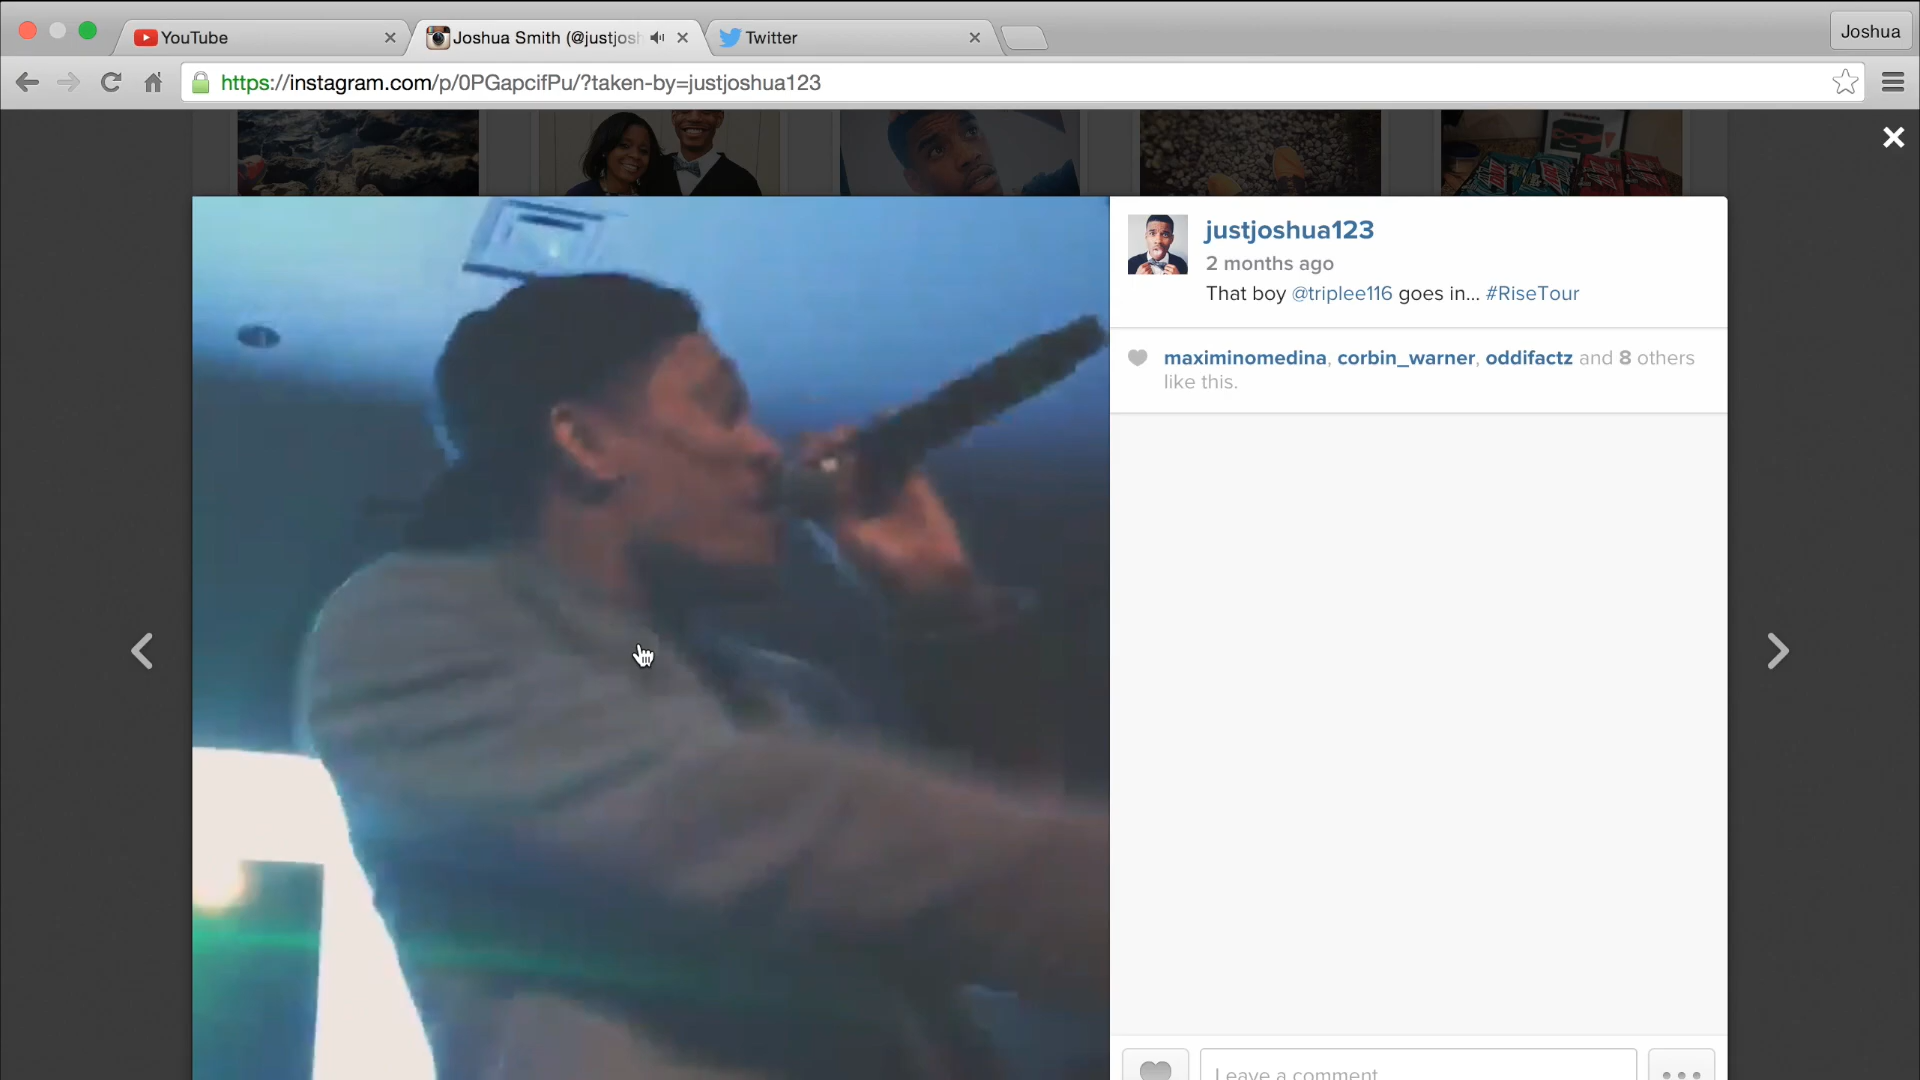 YouTube
Joshua Smith (@justjosh
Twitter
Joshua
https://instagram.com/p/0PGapcifPu/?taken-by=justjoshua123
justjoshua123
2 months ago
That boy @triplee116 goes in... #RiseTour
maximinomedina, corbin_warner, oddifactz and 8 others
like this.
Leave a comment